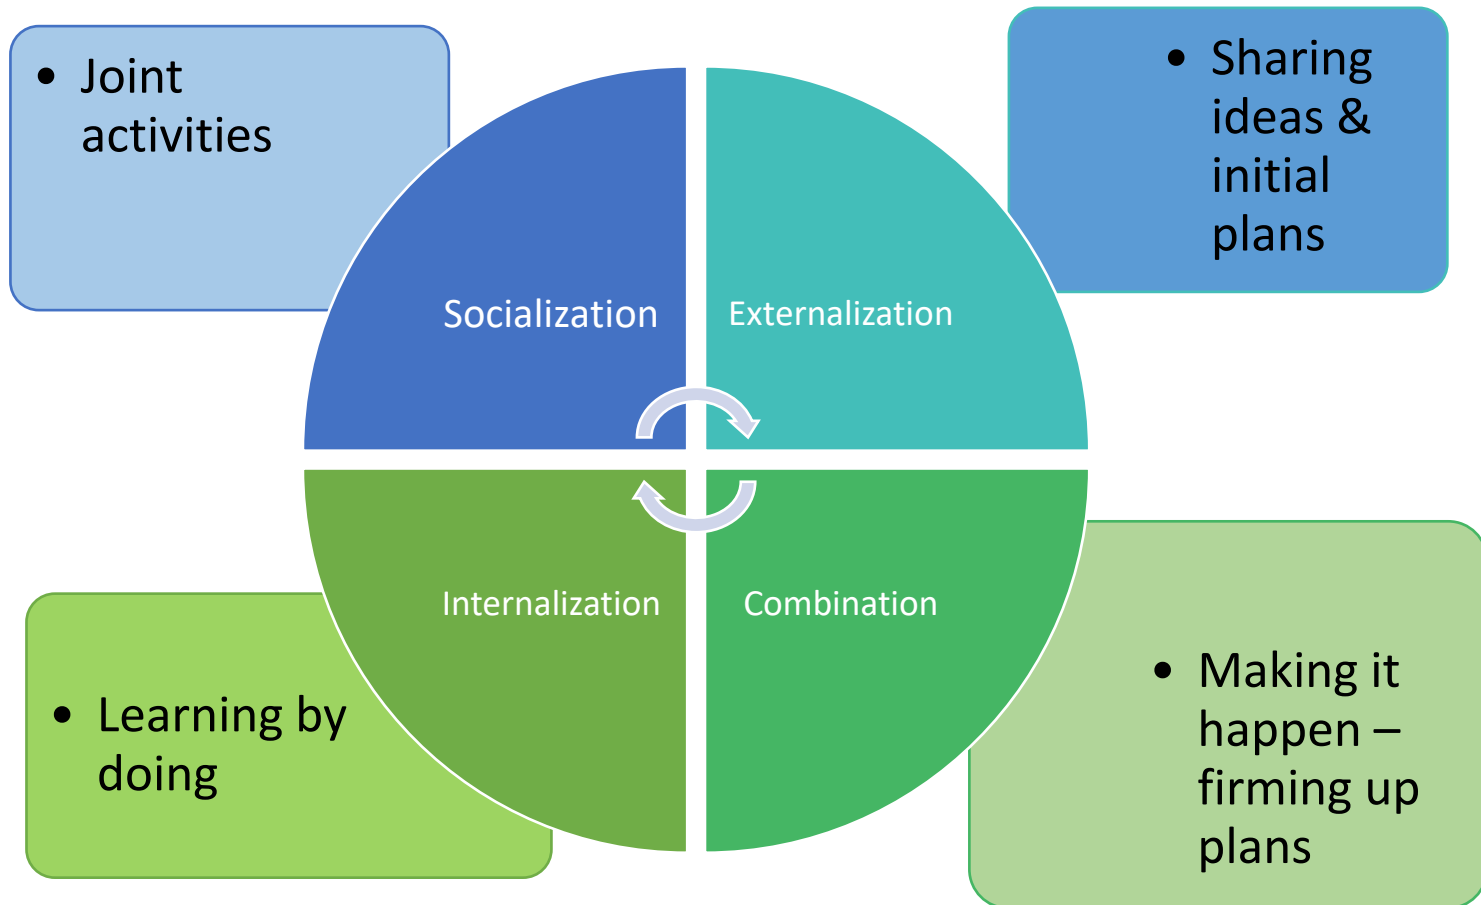 • Joint
activities
• Sharing
ideas &
initial
plans
Socialization
Externalization
Internalization
Combination
• Learning by
doing
• Making it
happen –
firming up
plans